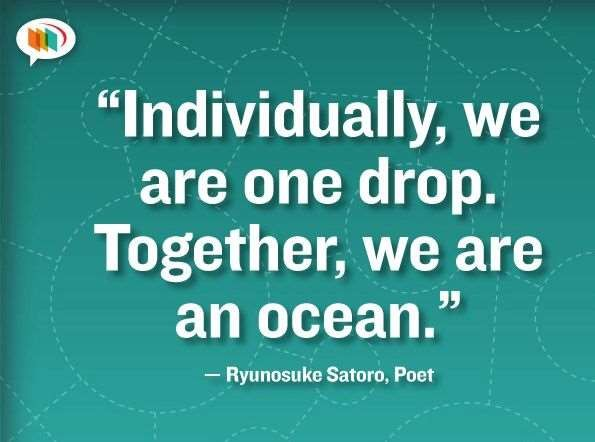 “Individually, we
are one drop.
Together, we are
an ocean.”
— Ryunosuke Satoro, Poet